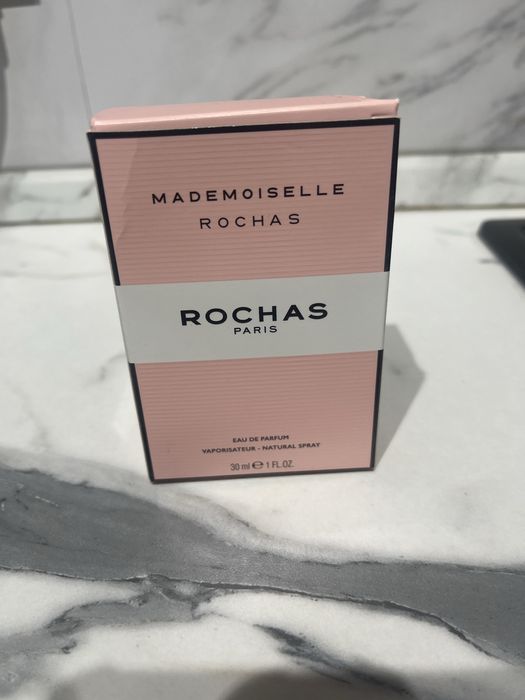 MADEMOISELLE
ROCHAS
ROCHAS
PARIS
EAU DE PARFUM
VAPORISATEUR - NATURAL SPRAY
30 ml ℮ 1 FL.OZ.